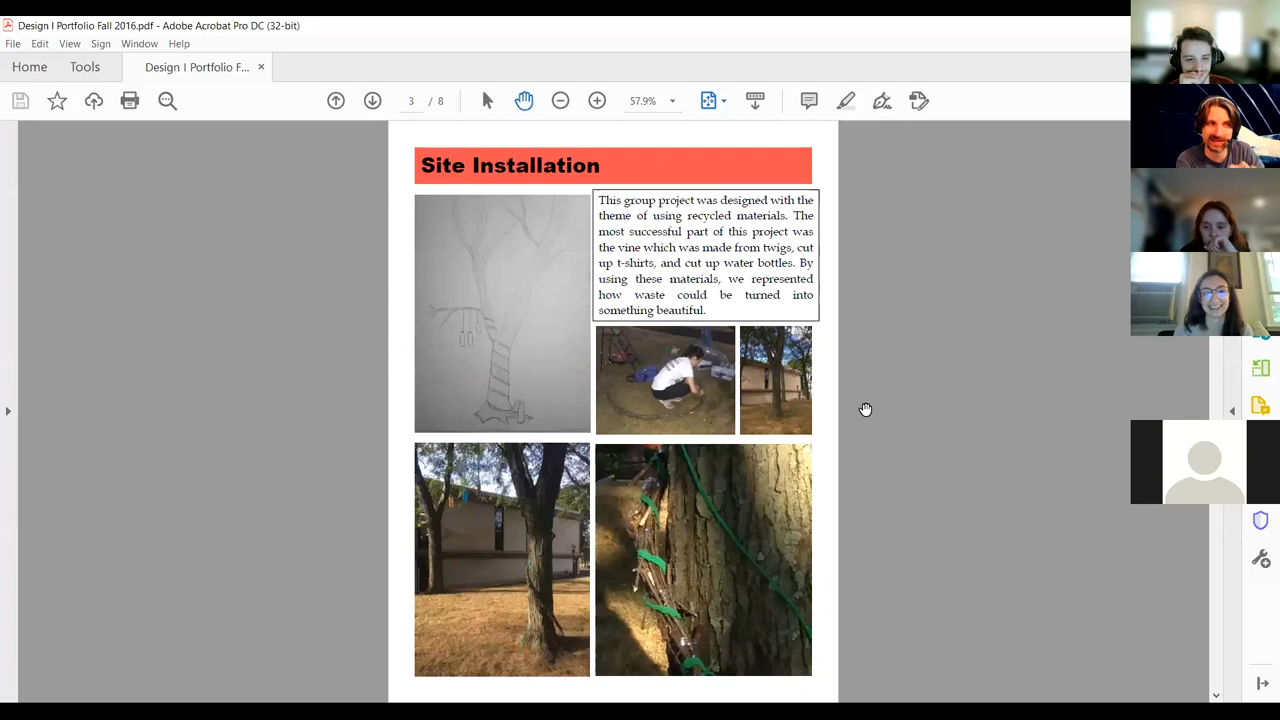 Design I Portfolio Fall 2016.pdf - Adobe Acrobat Pro DC (32-bit)
File Edit View Sign Window Help
Home Tools Design I Portfolio F... ×
3 / 8 57.9%
Site Installation
This group project was designed with the
theme of using recycled materials. The
most successful part of this project was
the vine which was made from twigs, cut
up t-shirts, and cut up water bottles. By
using these materials, we represented
how waste could be turned into
something beautiful.